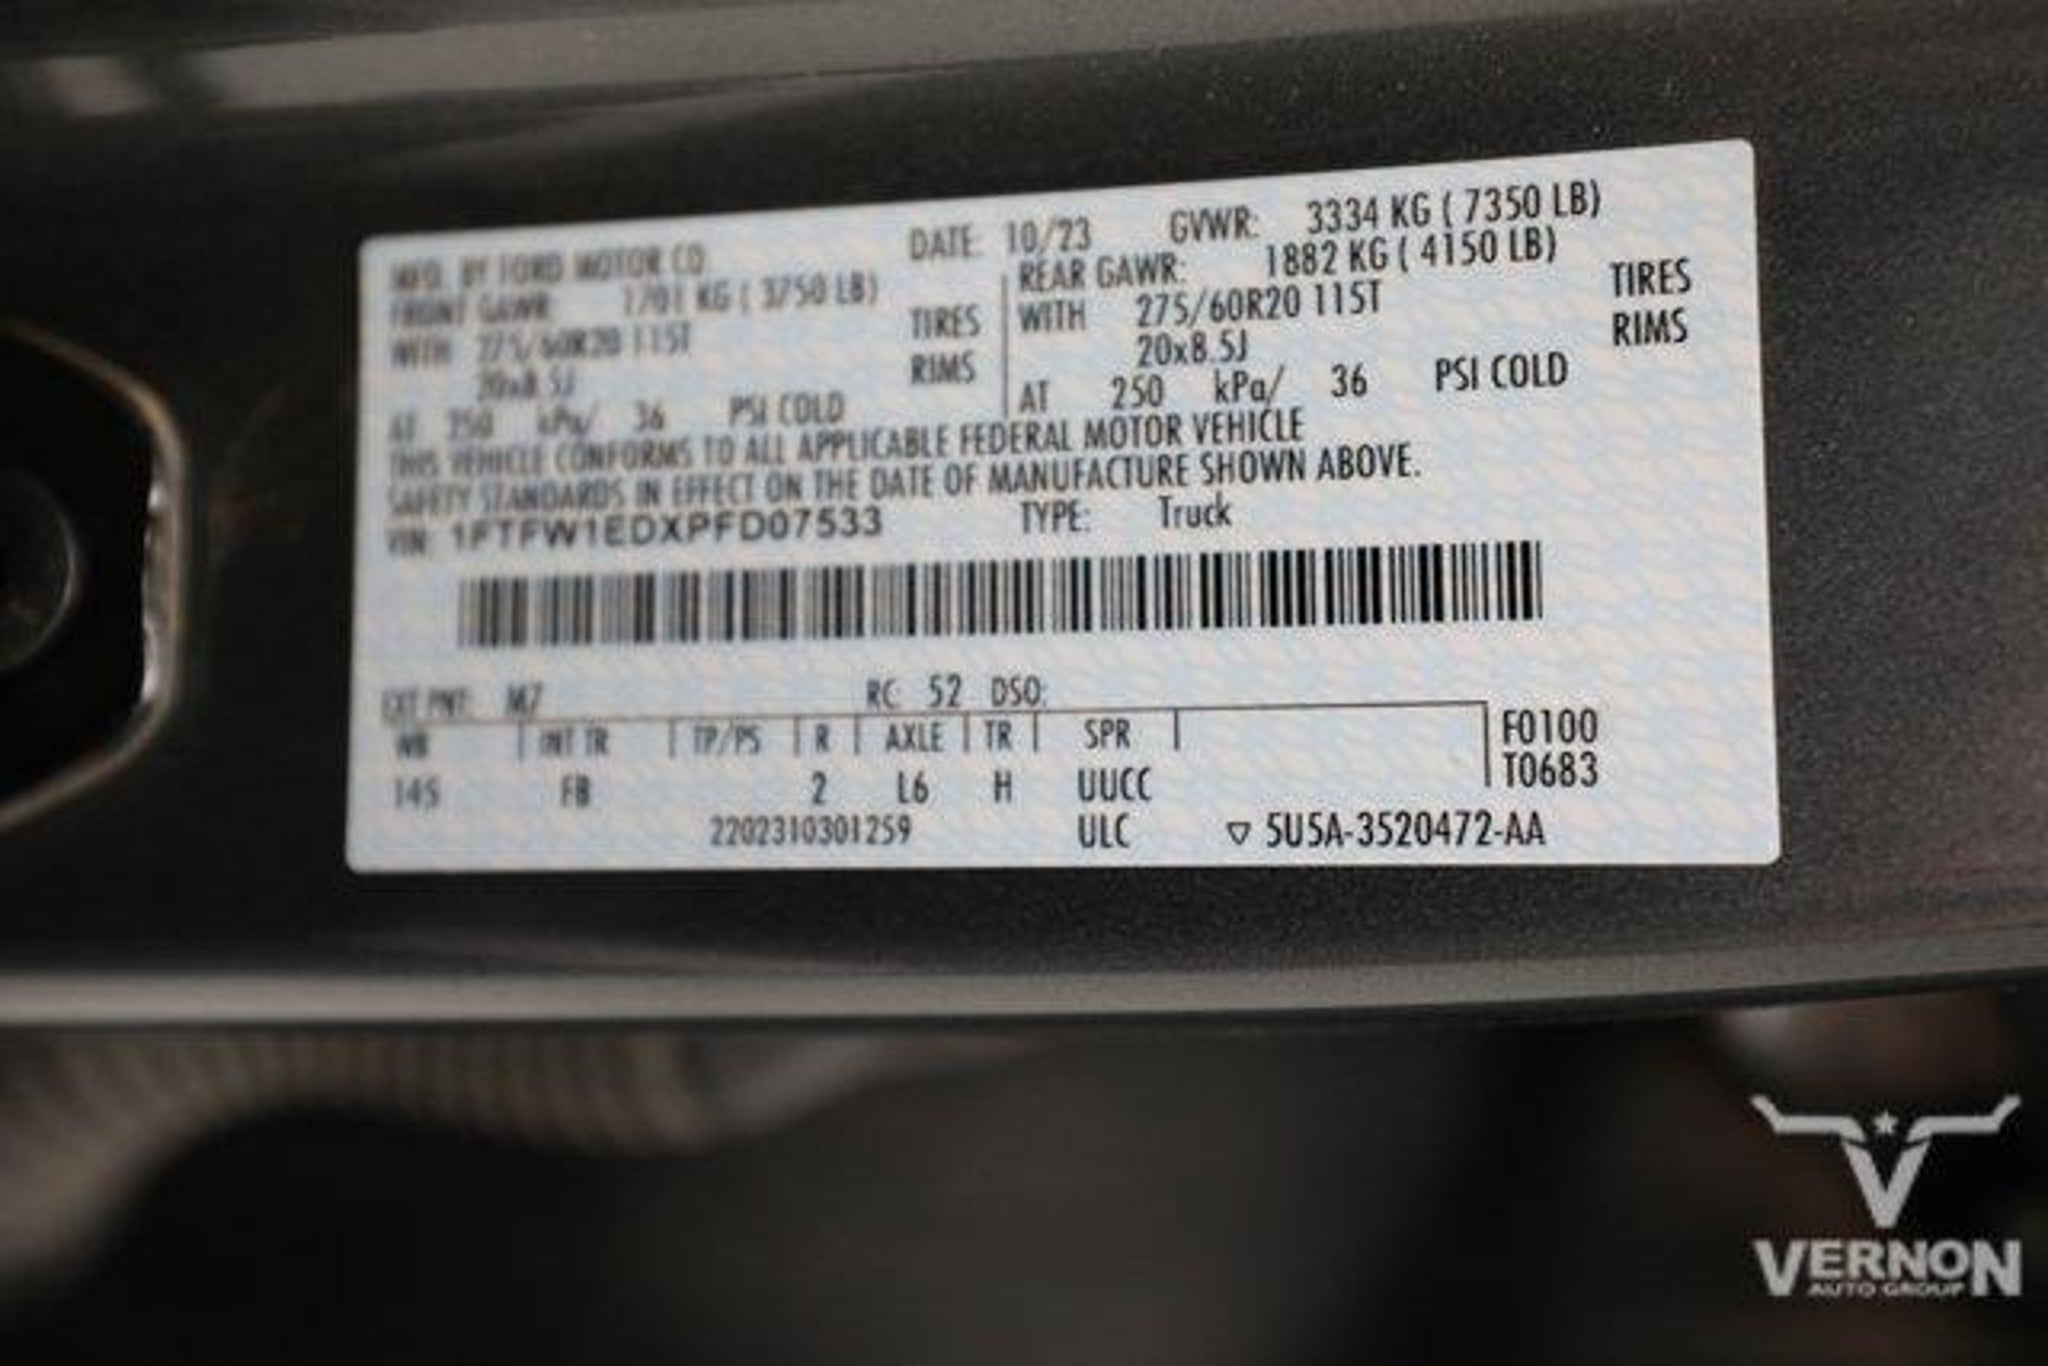 MFD. BY FORD MOTOR CO. DATE: 10/23 GVWR: 3334 KG ( 7350 LB)
FRONT GAWR: 1701 KG ( 3750 LB) REAR GAWR: 1882 KG ( 4150 LB)
WITH 275/60R20 115T TIRES WITH 275/60R20 115T TIRES
20x8.5J RIMS 20x8.5J RIMS
AT 250 kPa/ 36 PSI COLD AT 250 kPa/ 36 PSI COLD
THIS VEHICLE CONFORMS TO ALL APPLICABLE FEDERAL MOTOR VEHICLE
SAFETY STANDARDS IN EFFECT ON THE DATE OF MANUFACTURE SHOWN ABOVE.
VIN: 1FTFW1EDXPFD07533 TYPE: Truck
EXT PNT: M7 RC: 52 DSO:
WB INT TR TP/PS R AXLE TR SPR F0100
145 FB 2 L6 H UUCC T0683
2202310301259 ULC ▽ 5U5A-3520472-AA
VERNON
AUTO GROUP